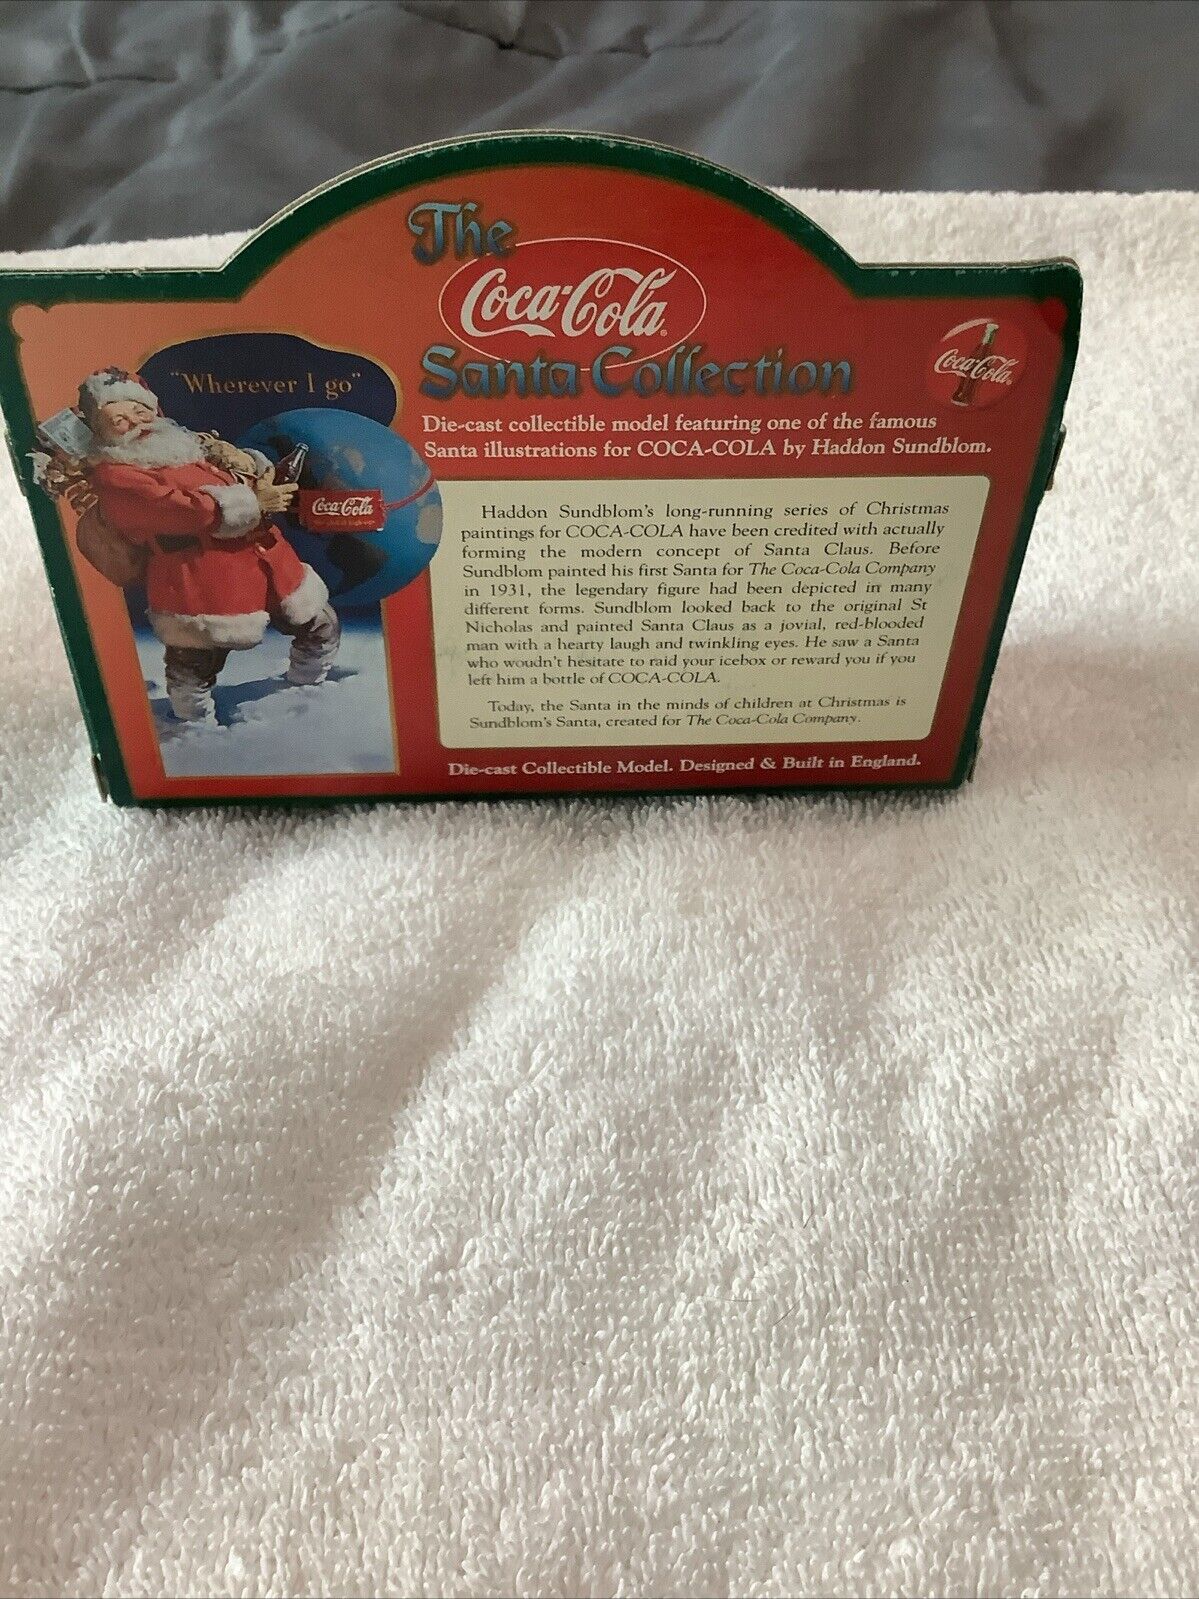 The
Coca-Cola
Santa Collection
Coca-Cola
"Wherever I go"
Coca-Cola
Die-cast collectible model featuring one of the famous
Santa illustrations for COCA-COLA by Haddon Sundblom.
Haddon Sundblom's long-running series of Christmas
paintings for COCA-COLA have been credited with actually
forming the modern concept of Santa Claus. Before
Sundblom painted his first Santa for The Coca-Cola Company
in 1931, the legendary figure had been depicted in many
different forms. Sundblom looked back to the original St
Nicholas and painted Santa Claus as a jovial, red-blooded
man with a hearty laugh and twinkling eyes. He saw a Santa
who woudn't hesitate to raid your icebox or reward you if you
left him a bottle of COCA-COLA.
Today, the Santa in the minds of children at Christmas is
Sundblom's Santa, created for The Coca-Cola Company.
Die-cast Collectible Model. Designed & Built in England.